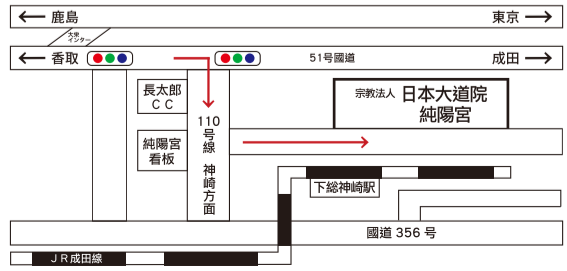 鹿島
東京
大栄
インター
香取
51号國道
成田
長太郎
CC
宗教法人 日本大道院
純陽宮
110号線 神崎方面
純陽宮
看板
下総神崎駅
國道 356 号
JR成田線